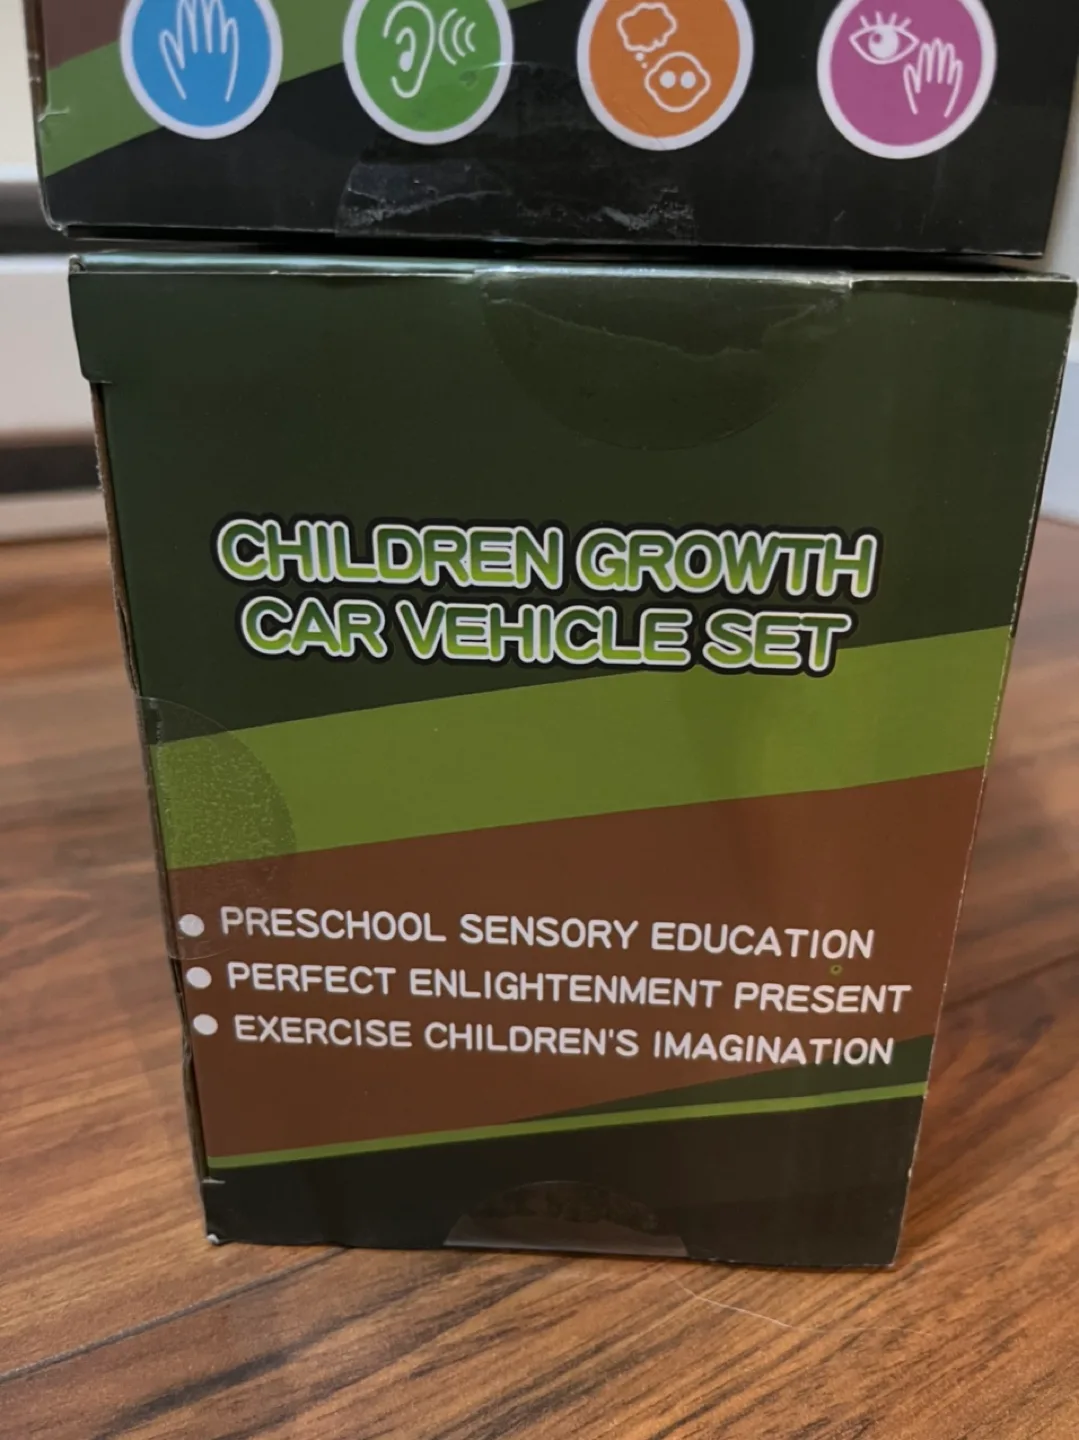 CHILDREN GROWTH
CAR VEHICLE SET
PRESCHOOL SENSORY EDUCATION
PERFECT ENLIGHTENMENT PRESENT
EXERCISE CHILDREN'S IMAGINATION